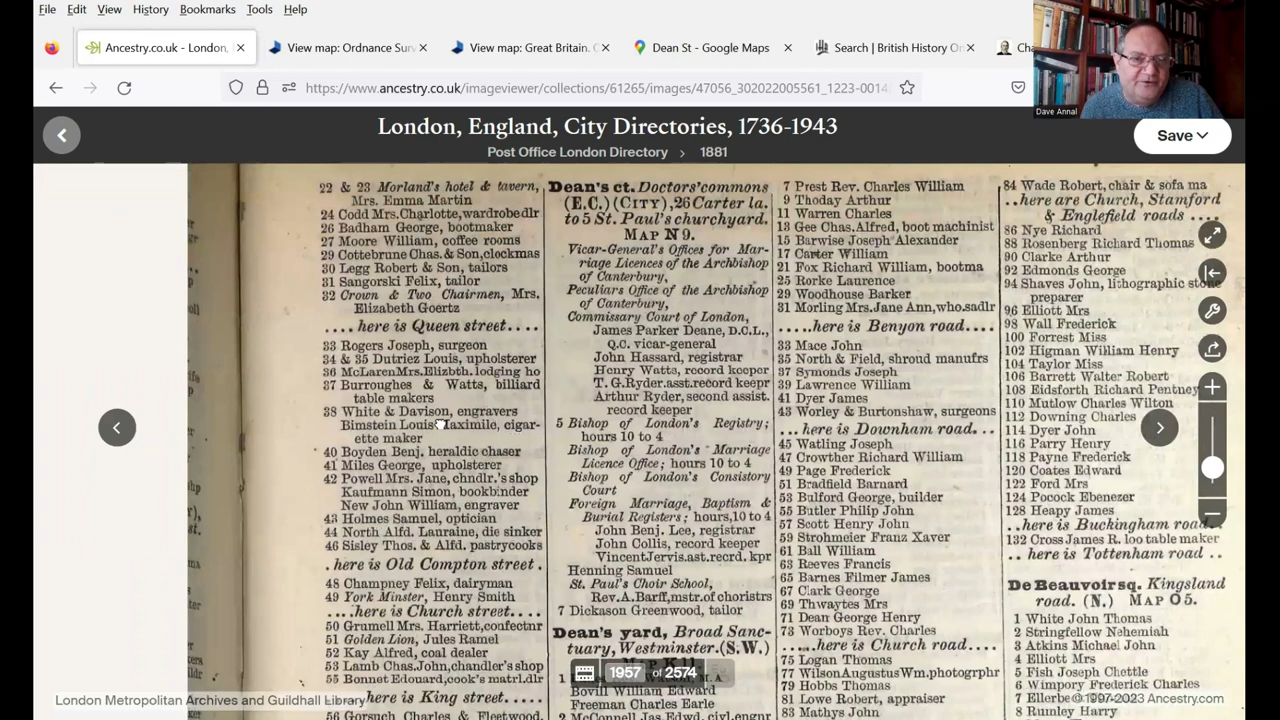 File Edit View History Bookmarks Tools Help
Ancestry.co.uk - London,
View map: Ordnance Sur
View map: Great Britain. C
Dean St - Google Maps
Search | British History On
Cha
https://www.ancestry.co.uk/imageviewer/collections/61265/images/47056_302022005561_1223-0014
Dave Annal
London, England, City Directories, 1736-1943
Post Office London Directory > 1881
Save
22 & 23 Morland's hotel & tavern,
Mrs. Emma Martin
24 Codd Mrs.Charlotte,wardrobedlr
26 Badham George, bootmaker
27 Moore William, coffee rooms
29 Cottebrune Chas. & Son,clockmas
30 Legg Robert & Son, tailors
31 Sangorski Felix, tailor
32 Crown & Two Chairmen, Mrs.
Elizabeth Goertz
....here is Queen street....
33 Rogers Joseph, surgeon
34 & 35 Dutriez Louis, upholsterer
36 McLarenMrs.Elizbth.lodging ho
37 Burroughes & Watts, billiard
table makers
38 White & Davison, engravers
Bimstein Louis Maximile, cigar-
ette maker
40 Boyden Benj. heraldic chaser
41 Miles George, upholsterer
42 Powell Mrs. Jane, chndlr.'s shop
Kaufmann Simon, bookbinder
New John William, engraver
43 Holmes Samuel, optician
44 North Alfd. Lauraine, die sinker
46 Sisley Thos. & Alfd. pastrycooks
. here is Old Compton street .
48 Champney Felix, dairyman
49 York Minster, Henry Smith
....here is Church street....
50 Grumell Mrs. Harriett,confectnr
51 Golden Lion, Jules Ramel
52 Kay Alfred, coal dealer
53 Lamb Chas.John,chandler's shop
55 Bonnet Edouard,cook's matrl.dlr
here is King street....
56 Gorsuch Charles & Fleetwood,
Dean's ct. Doctors'commons
(E.C.) (CITY), 26 Carter la.
to 5 St. Paul's churchyard.
MAP N 9.
Vicar-General's Offices for Mar-
riage Licences of the Archbishop
of Canterbury,
Peculiars Office of the Archbishop
of Canterbury,
Commissary Court of London,
James Parker Deane, D.C.L.,
Q.C. vicar-general
John Hassard, registrar
Henry Watts, record keeper
T. G.Ryder.asst.record keepr
Arthur Ryder, second assist.
record keeper
5 Bishop of London's Registry;
hours 10 to 4
Bishop of London's Marriage
Licence Office; hours 10 to 4
Bishop of London's Consistory
Court
Foreign Marriage, Baptism &
Burial Registers; hours,10 to 4
John Benj. Lee, registrar
John Collis, record keeper
VincentJervis.ast.recrd. kpr
Henning Samuel
St. Paul's Choir School,
Rev.A.Barff,mstr.of choristrs
7 Dickason Greenwood, tailor
Dean's yard, Broad Sanc-
tuary, Westminster. (S.W.)
Bovill William Edward
Freeman Charles Earle
2 McConnell Jas.Edwd. civl.engnr
7 Prest Rev. Charles William
9 Thoday Arthur
11 Warren Charles
13 Gee Chas.Alfred, boot machinist
15 Barwise Joseph Alexander
17 Carter William
21 Fox Richard William, bootma
25 Rorke Laurence
29 Woodhouse Barker
31 Morling Mrs.Jane Ann,who.sadlr
.....here is Benyon road....
33 Mace John
35 North & Field, shroud manufrs
37 Symonds Joseph
39 Lawrence William
41 Dyer James
43 Worley & Burtonshaw, surgeons
...here is Downham road...
45 Watling Joseph
47 Crowther Richard William
49 Page Frederick
51 Bradfield Barnard
53 Bulford George, builder
55 Butler Philip John
57 Scott Henry John
59 Strohmeier Franz Xaver
61 Ball William
63 Reeves Francis
65 Barnes Filmer James
67 Clark George
69 Thwaytes Mrs
71 Dean George Henry
73 Worboys Rev. Charles
.....here is Church road....
75 Logan Thomas
77 WilsonAugustusWm.photogrphr
79 Hobbs Thomas
81 Lowe Robert, appraiser
83 Mathys John
84 Wade Robert, chair & sofa ma
..here are Church, Stamford
& Englefield roads ....
86 Nye Richard
88 Rosenberg Richard Thomas
90 Clarke Arthur
92 Edmonds George
94 Shaves John, lithographic stone
preparer
96 Elliott Mrs
98 Wall Frederick
100 Forrest Miss
102 Higman William Henry
104 Taylor Miss
106 Barrett Walter Robert
108 Eidsforth Richard Pentney
110 Mutlow Charles Wilton
112 Downing Charles
114 Dyer John
116 Parry Henry
118 Payne Frederick
120 Coates Edward
122 Ford Mrs
124 Pocock Ebenezer
128 Heapy James
..here is Buckingham road..
132 Cross James R. loo table maker
.. here is Tottenham road ..
De Beauvoir sq. Kingsland
road. (N.) MAP O 5.
1 White John Thomas
2 Stringfellow Nehemiah
3 Atkins Michael John
4 Elliott Mrs
5 Fish Joseph Chettle
6 Wimpory Frederick Charles
8 Rumley Harry
1957 of 2574
London Metropolitan Archives and Guildhall Library
©1997-2023 Ancestry.com